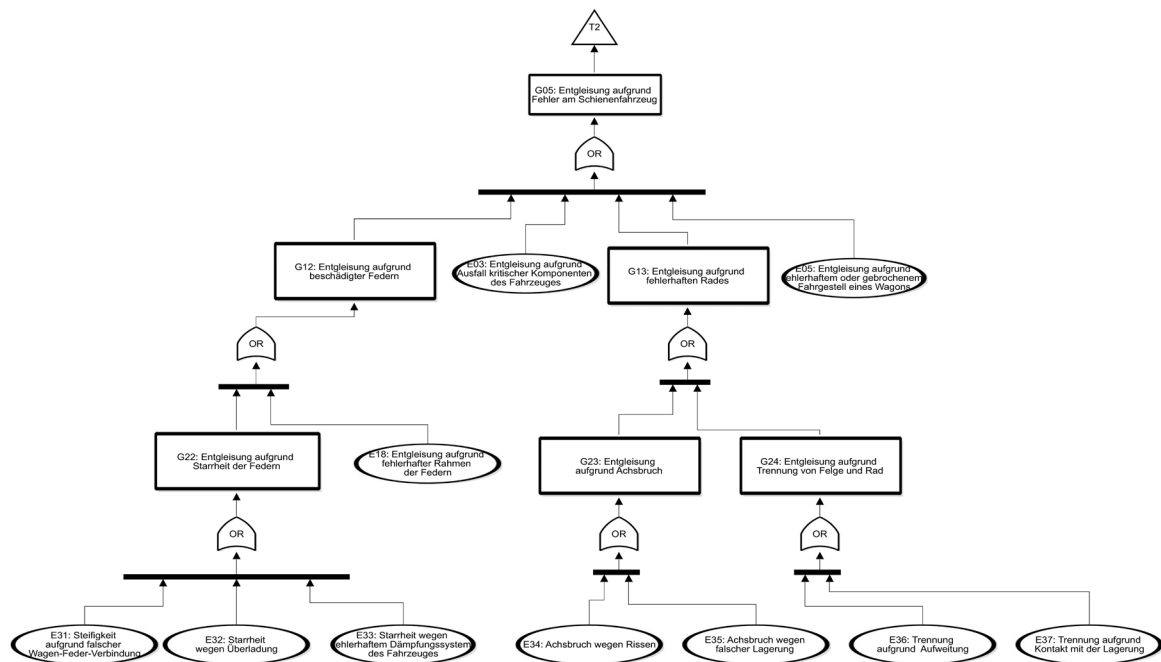 T2
G05: Entgleisung aufgrund
Fehler am Schienenfahrzeug
OR
G12: Entgleisung aufgrund
beschädigter Federn
E03: Entgleisung aufgrund
Ausfall kritischer Komponenten
des Fahrzeuges
G13: Entgleisung aufgrund
fehlerhaften Rades
E05: Entgleisung aufgrund
fehlerhaftem oder gebrochenem
Fahrgestell eines Wagons
OR
OR
G22: Entgleisung aufgrund
Starrheit der Federn
E18: Entgleisung aufgrund
fehlerhafter Rahmen
der Federn
G23: Entgleisung
aufgrund Achsbruch
G24: Entgleisung aufgrund
Trennung von Felge und Rad
OR
OR
OR
E31: Steifigkeit
aufgrund falscher
Wagen-Feder-Verbindung
E32: Starrheit
wegen Überladung
E33: Starrheit wegen
fehlerhaftem Dämpfungssystem
des Fahrzeuges
E34: Achsbruch wegen Rissen
E35: Achsbruch wegen
falscher Lagerung
E36: Trennung
aufgrund Aufweitung
E37: Trennung aufgrund
Kontakt mit der Lagerung